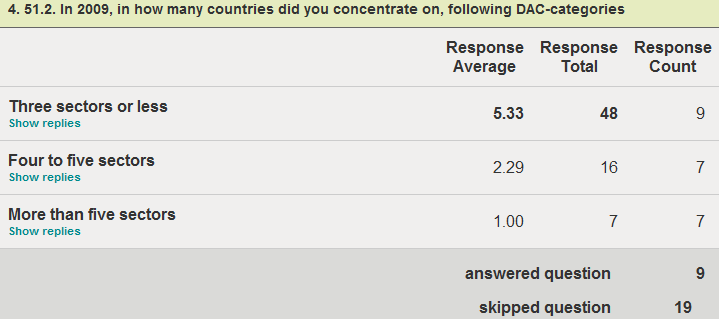 4. 51.2. In 2009, in how many countries did you concentrate on, following DAC-categories
Response Average Response Total Response Count
Three sectors or less 5.33 48 9
Show replies
Four to five sectors 2.29 16 7
Show replies
More than five sectors 1.00 7 7
Show replies
answered question 9
skipped question 19